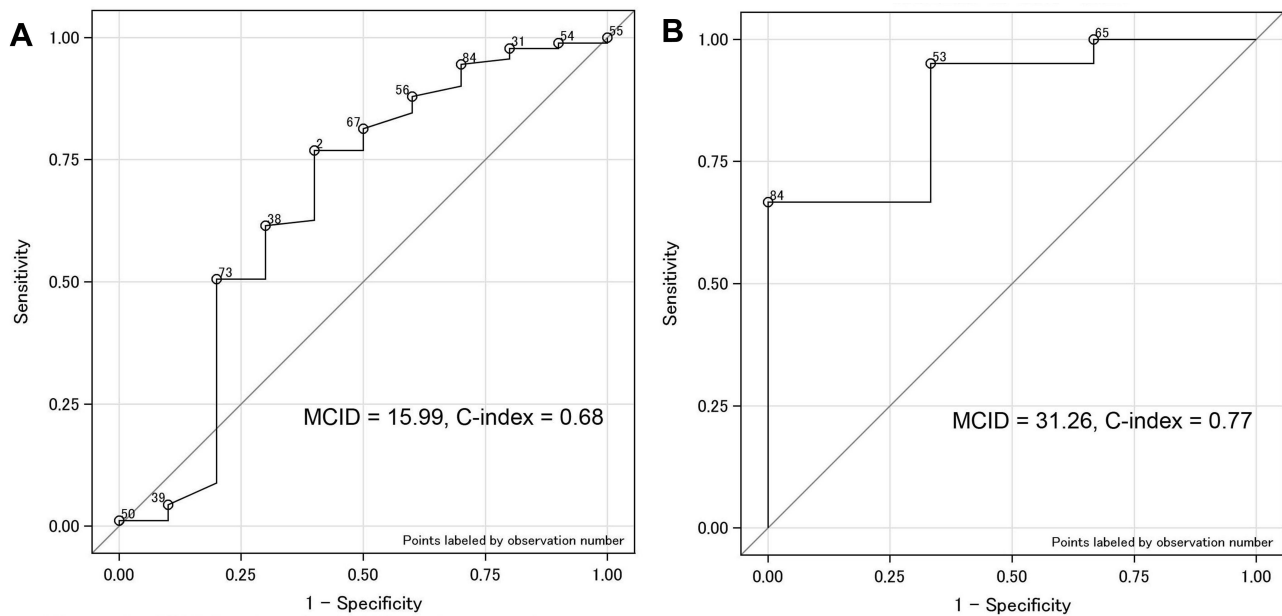 A
1.00
0.75
0.50
0.25
0.00
Sensitivity
50
39
73
38
2
67
56
84
31
54
55
MCID = 15.99, C-index = 0.68
Points labeled by observation number
0.00 0.25 0.50 0.75 1.00
1 - Specificity
B
1.00
0.75
0.50
0.25
0.00
Sensitivity
84
53
65
MCID = 31.26, C-index = 0.77
Points labeled by observation number
0.00 0.25 0.50 0.75 1.00
1 - Specificity